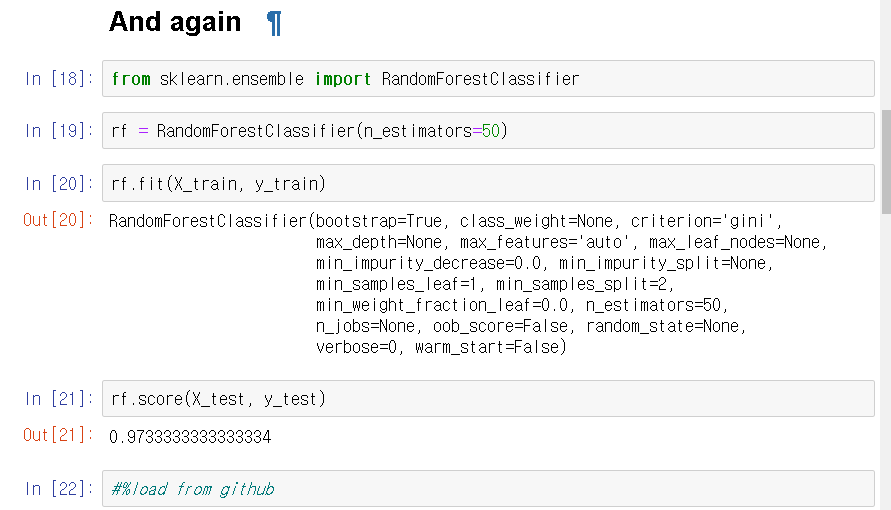 And again ¶
In [18]: from sklearn.ensemble import RandomForestClassifier
In [19]: rf = RandomForestClassifier(n_estimators=50)
In [20]: rf.fit(X_train, y_train)
Out[20]: RandomForestClassifier(bootstrap=True, class_weight=None, criterion='gini',
max_depth=None, max_features='auto', max_leaf_nodes=None,
min_impurity_decrease=0.0, min_impurity_split=None,
min_samples_leaf=1, min_samples_split=2,
min_weight_fraction_leaf=0.0, n_estimators=50,
n_jobs=None, oob_score=False, random_state=None,
verbose=0, warm_start=False)
In [21]: rf.score(X_test, y_test)
Out[21]: 0.9733333333333334
In [22]: #%load from github